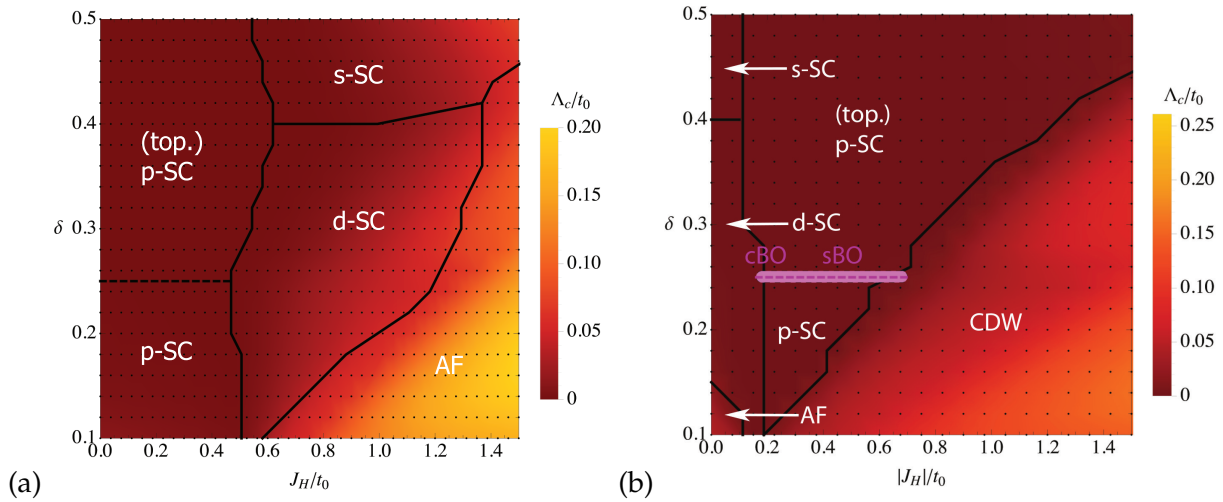 0.5
0.4
0.3
0.2
0.1
δ
0.0
0.2
0.4
0.6
0.8
1.0
1.2
1.4
J_H/t_0
s-SC
(top.)
p-SC
d-SC
p-SC
AF
Λ_c/t_0
0.20
0.15
0.10
0.05
0
(a)
0.5
0.4
0.3
0.2
0.1
δ
0.0
0.2
0.4
0.6
0.8
1.0
1.2
1.4
|J_H|/t_0
s-SC
(top.)
p-SC
d-SC
cBO sBO
p-SC
CDW
AF
Λ_c/t_0
0.25
0.20
0.15
0.10
0.05
0
(b)